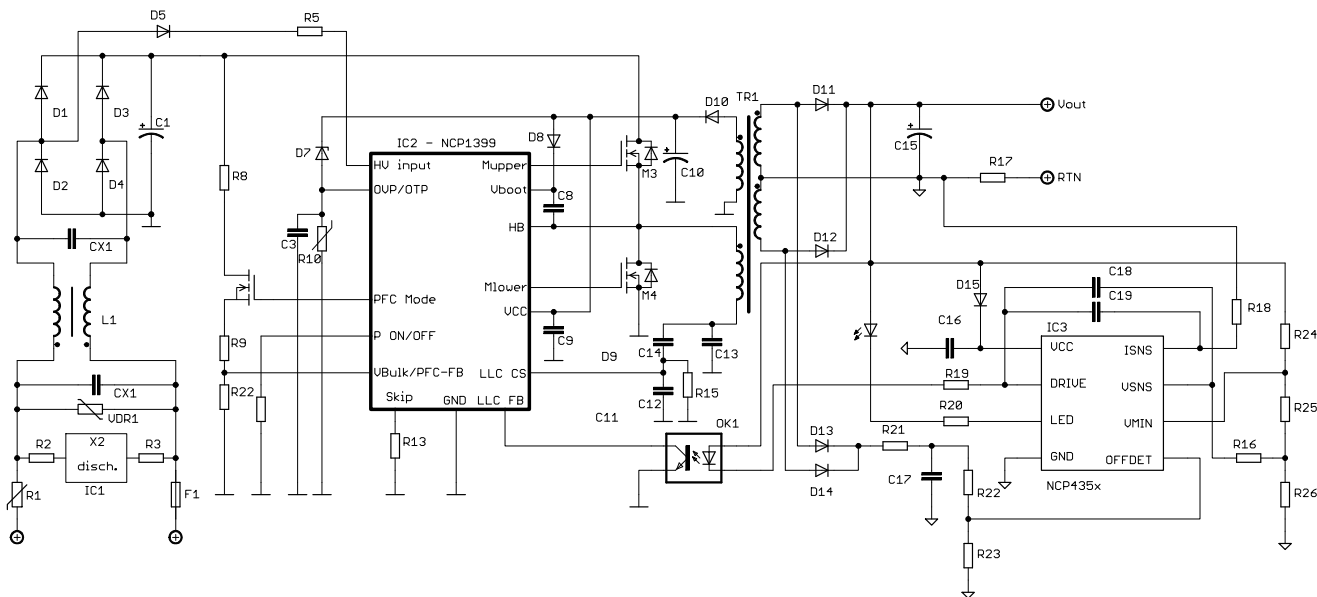 D5
R5
D1
D3
C1
D2
D4
CX1
L1
CX1
VDR1
R2
X2
disch.
R3
IC1
R1
F1
R8
R9
R22
D7
C3
R10
IC2 - NCP1399
HV input
OVP/OTP
PFC Mode
P ON/OFF
VBulk/PFC-FB
Skip
GND
LLC FB
LLC CS
VCC
Mlower
HB
Vboot
Mupper
R13
D8
C8
C9
D9
C11
M3
M4
C10
D10
TR1
C14
C13
C12
R15
OK1
D11
D12
C15
Vout
R17
RTN
D15
C16
C18
C19
R18
IC3
VCC
DRIVE
LED
GND
ISNS
VSNS
VMIN
OFFDET
NCP435x
R19
R20
D13
R21
D14
C17
R22
R23
R24
R25
R16
R26